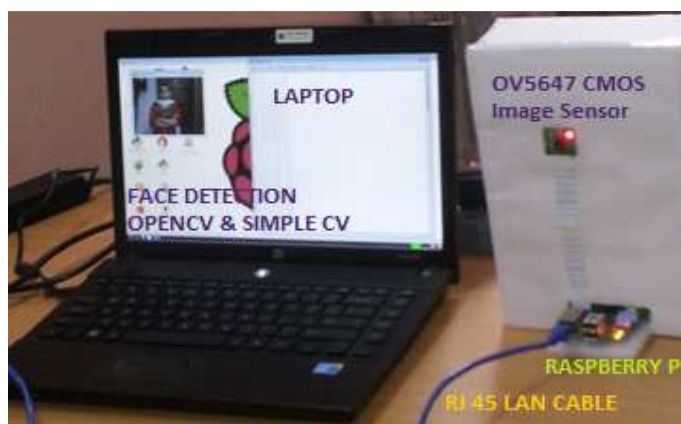 LAPTOP
OV5647 CMOS
Image Sensor
FACE DETECTION
OPENCV & SIMPLE CV
RASPBERRY P
RJ 45 LAN CABLE